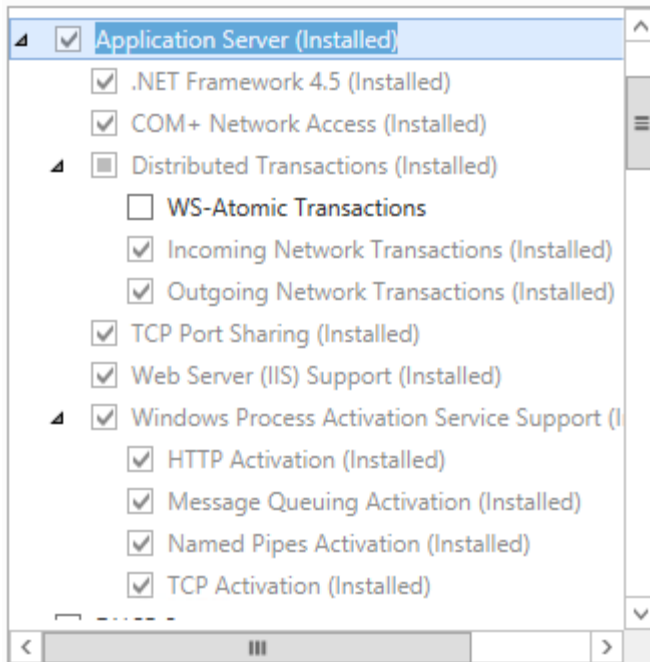 Application Server (Installed)
.NET Framework 4.5 (Installed)
COM+ Network Access (Installed)
Distributed Transactions (Installed)
WS-Atomic Transactions
Incoming Network Transactions (Installed)
Outgoing Network Transactions (Installed)
TCP Port Sharing (Installed)
Web Server (IIS) Support (Installed)
Windows Process Activation Service Support (I
HTTP Activation (Installed)
Message Queuing Activation (Installed)
Named Pipes Activation (Installed)
TCP Activation (Installed)